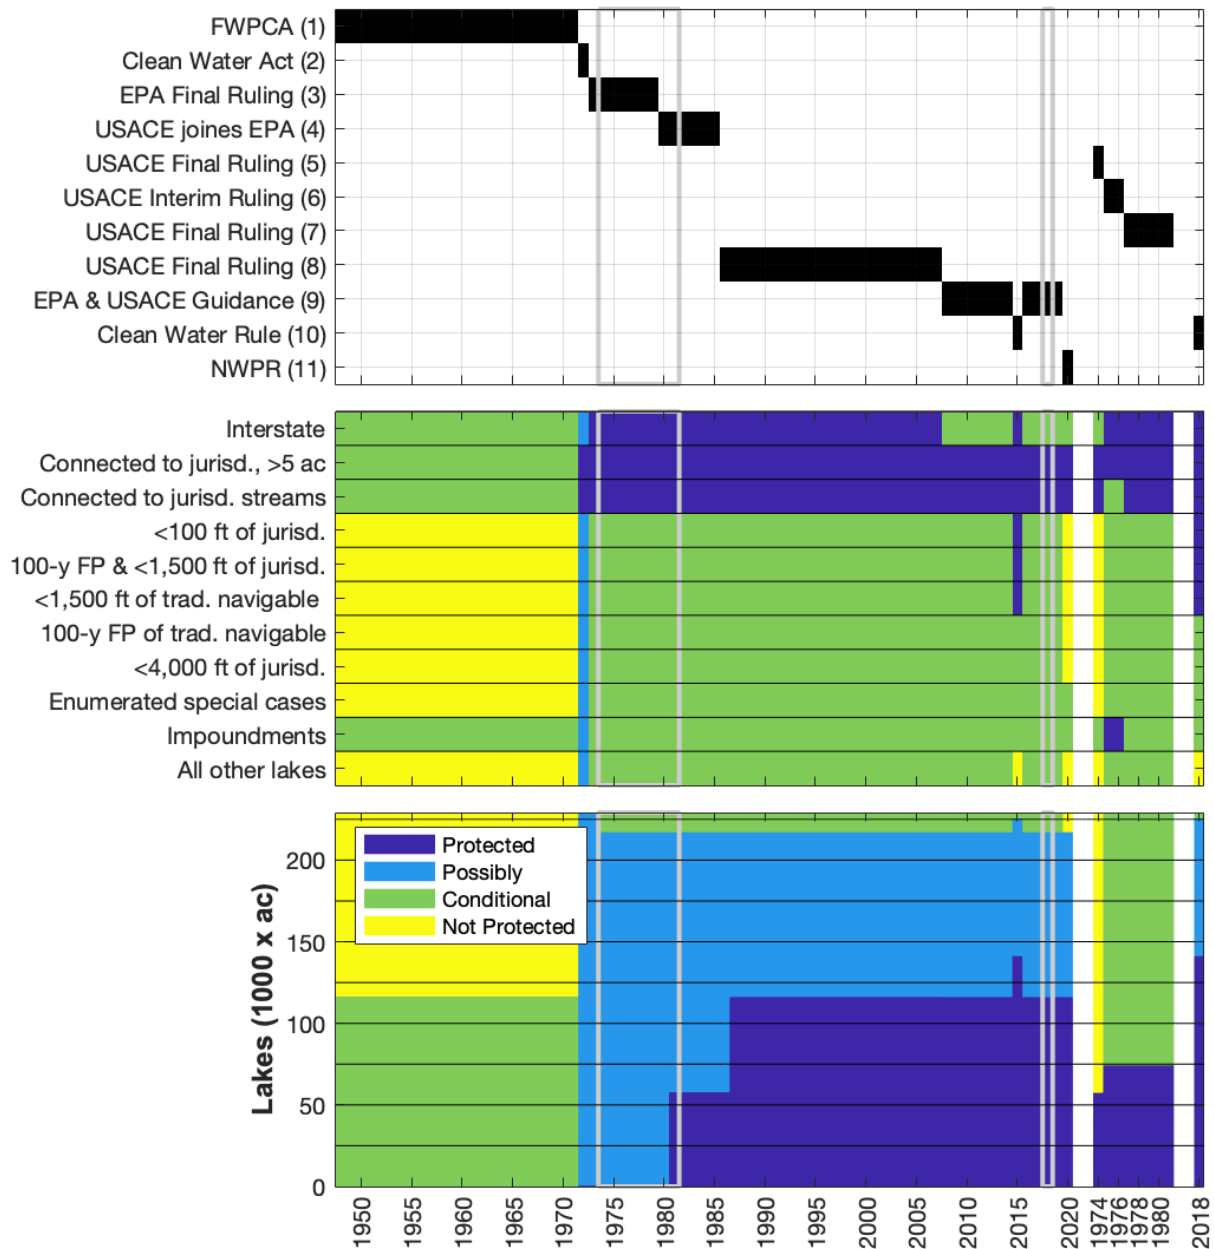 FWPCA (1)
Clean Water Act (2)
EPA Final Ruling (3)
USACE joines EPA (4)
USACE Final Ruling (5)
USACE Interim Ruling (6)
USACE Final Ruling (7)
USACE Final Ruling (8)
EPA & USACE Guidance (9)
Clean Water Rule (10)
NWPR (11)
Interstate
Connected to jurisd., >5 ac
Connected to jurisd. streams
<100 ft of jurisd.
100-y FP & <1,500 ft of jurisd.
<1,500 ft of trad. navigable
100-y FP of trad. navigable
<4,000 ft of jurisd.
Enumerated special cases
Impoundments
All other lakes
Lakes (1000 x ac)
200
150
100
50
0
Protected
Possibly
Conditional
Not Protected
1950 1955 1960 1965 1970 1975 1980 1985 1990 1995 2000 2005 2010 2015 2020 1974 1976 1978 1980 2018